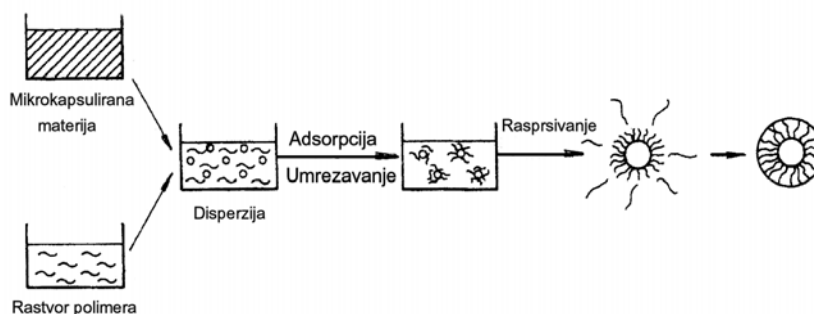 Mikrokapsulirana
materija
Rastvor polimera
Disperzija
Adsorpcija
Umrezavanje
Rasprsivanje